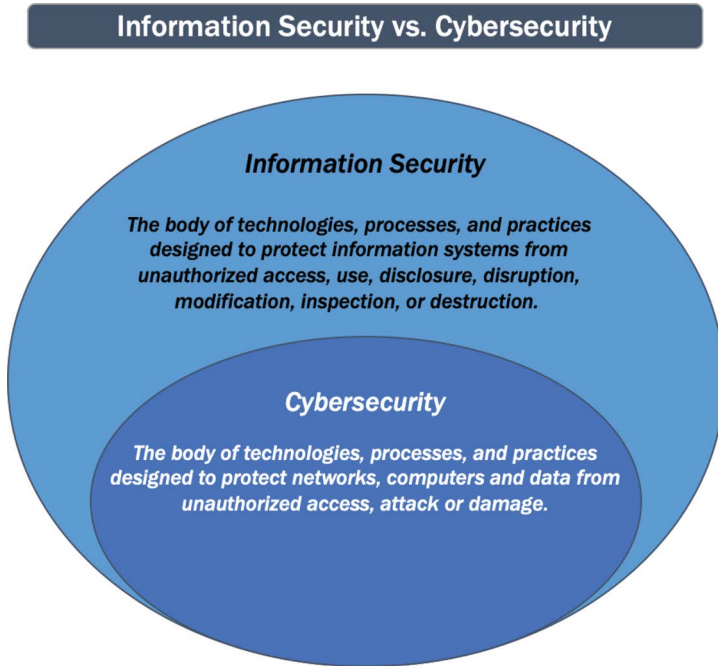 Information Security vs. Cybersecurity
Information Security
The body of technologies, processes, and practices
designed to protect information systems from
unauthorized access, use, disclosure, disruption,
modification, inspection, or destruction.
Cybersecurity
The body of technologies, processes, and practices
designed to protect networks, computers and data from
unauthorized access, attack or damage.